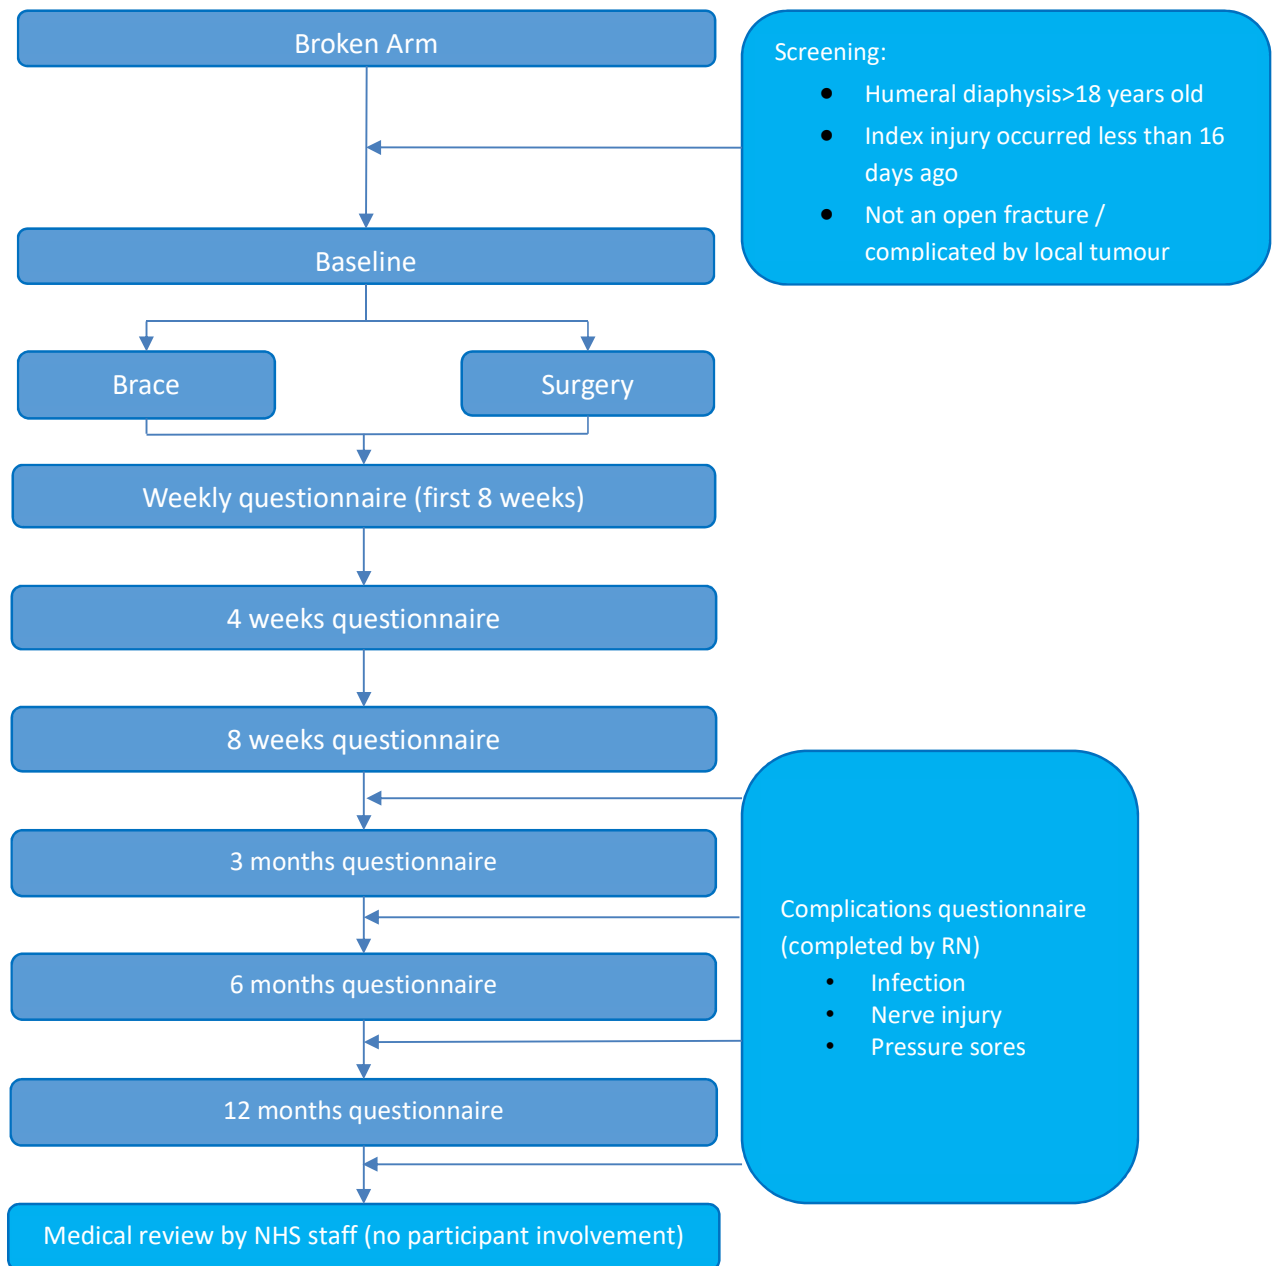 Broken Arm
Screening:
● Humeral diaphysis>18 years old
● Index injury occurred less than 16
days ago
● Not an open fracture /
complicated by local tumour
Baseline
Brace
Surgery
Weekly questionnaire (first 8 weeks)
4 weeks questionnaire
8 weeks questionnaire
3 months questionnaire
6 months questionnaire
12 months questionnaire
Complications questionnaire
(completed by RN)
• Infection
• Nerve injury
• Pressure sores
Medical review by NHS staff (no participant involvement)